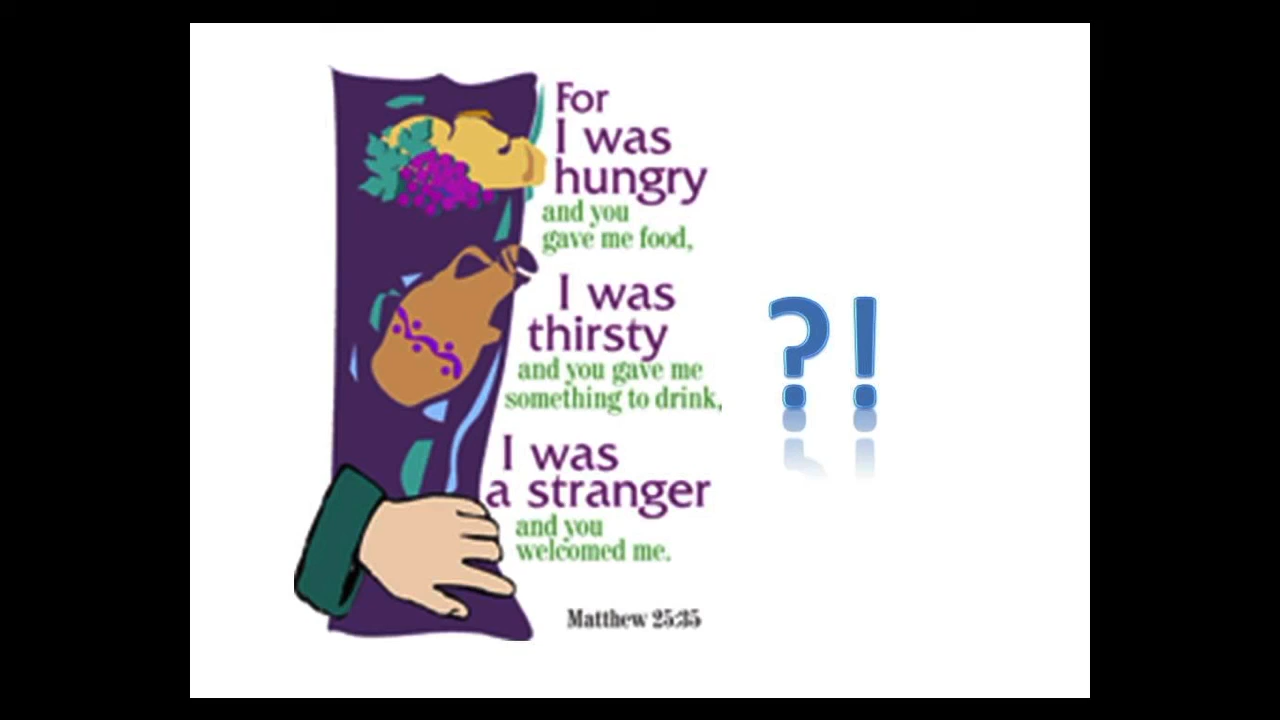 For
I was
hungry
and you
gave me food,
I was
thirsty
and you gave me
something to drink,
?!
I was
a stranger
and you
welcomed me.
Matthew 25:35